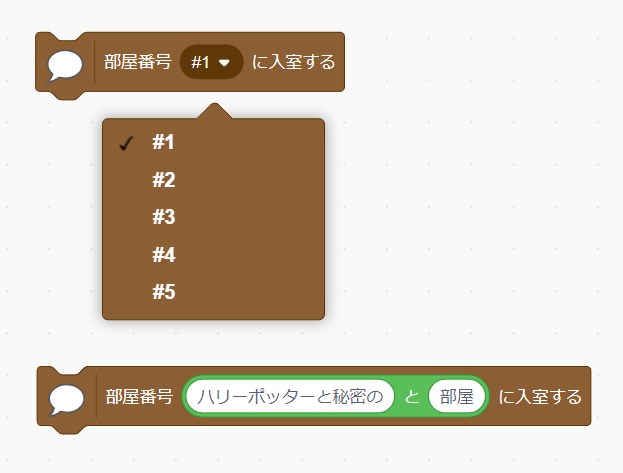 部屋番号 #1 に入室する
#1
#2
#3
#4
#5
部屋番号 ハリーポッターと秘密の と 部屋 に入室する